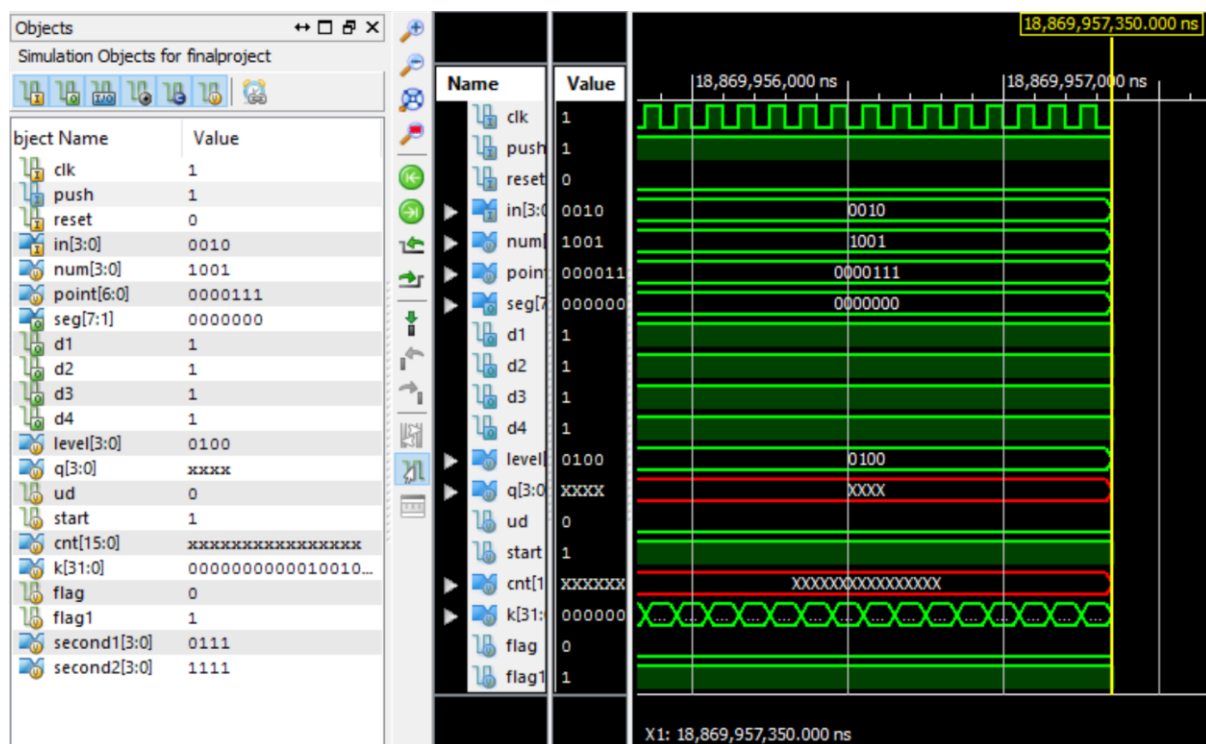 Objects
Simulation Objects for finalproject
bject Name Value
clk 1
push 1
reset 0
in[3:0] 0010
num[3:0] 1001
point[6:0] 0000111
seg[7:1] 0000000
d1 1
d2 1
d3 1
d4 1
level[3:0] 0100
q[3:0] xxxx
ud 0
start 1
cnt[15:0] xxxxxxxxxxxxxxxx
k[31:0] 0000000000010010...
flag 0
flag1 1
second1[3:0] 0111
second2[3:0] 1111
Name Value
clk 1
push 1
reset 0
in[3:0 0010
num[ 1001
point 000011
seg[7 000000
d1 1
d2 1
d3 1
d4 1
level[ 0100
q[3:0 XXXX
ud 0
start 1
cnt[1 XXXXXX
k[31: 000000
flag 0
flag1 1
18,869,957,350.000 ns
18,869,956,000 ns 18,869,957,000 ns
0010
1001
0000111
0000000
0100
XXXX
XXXXXXXXXXXXXXXX
... ... ... ... ... ... ... ... ... ... ... ... ... ... ...
X1: 18,869,957,350.000 ns